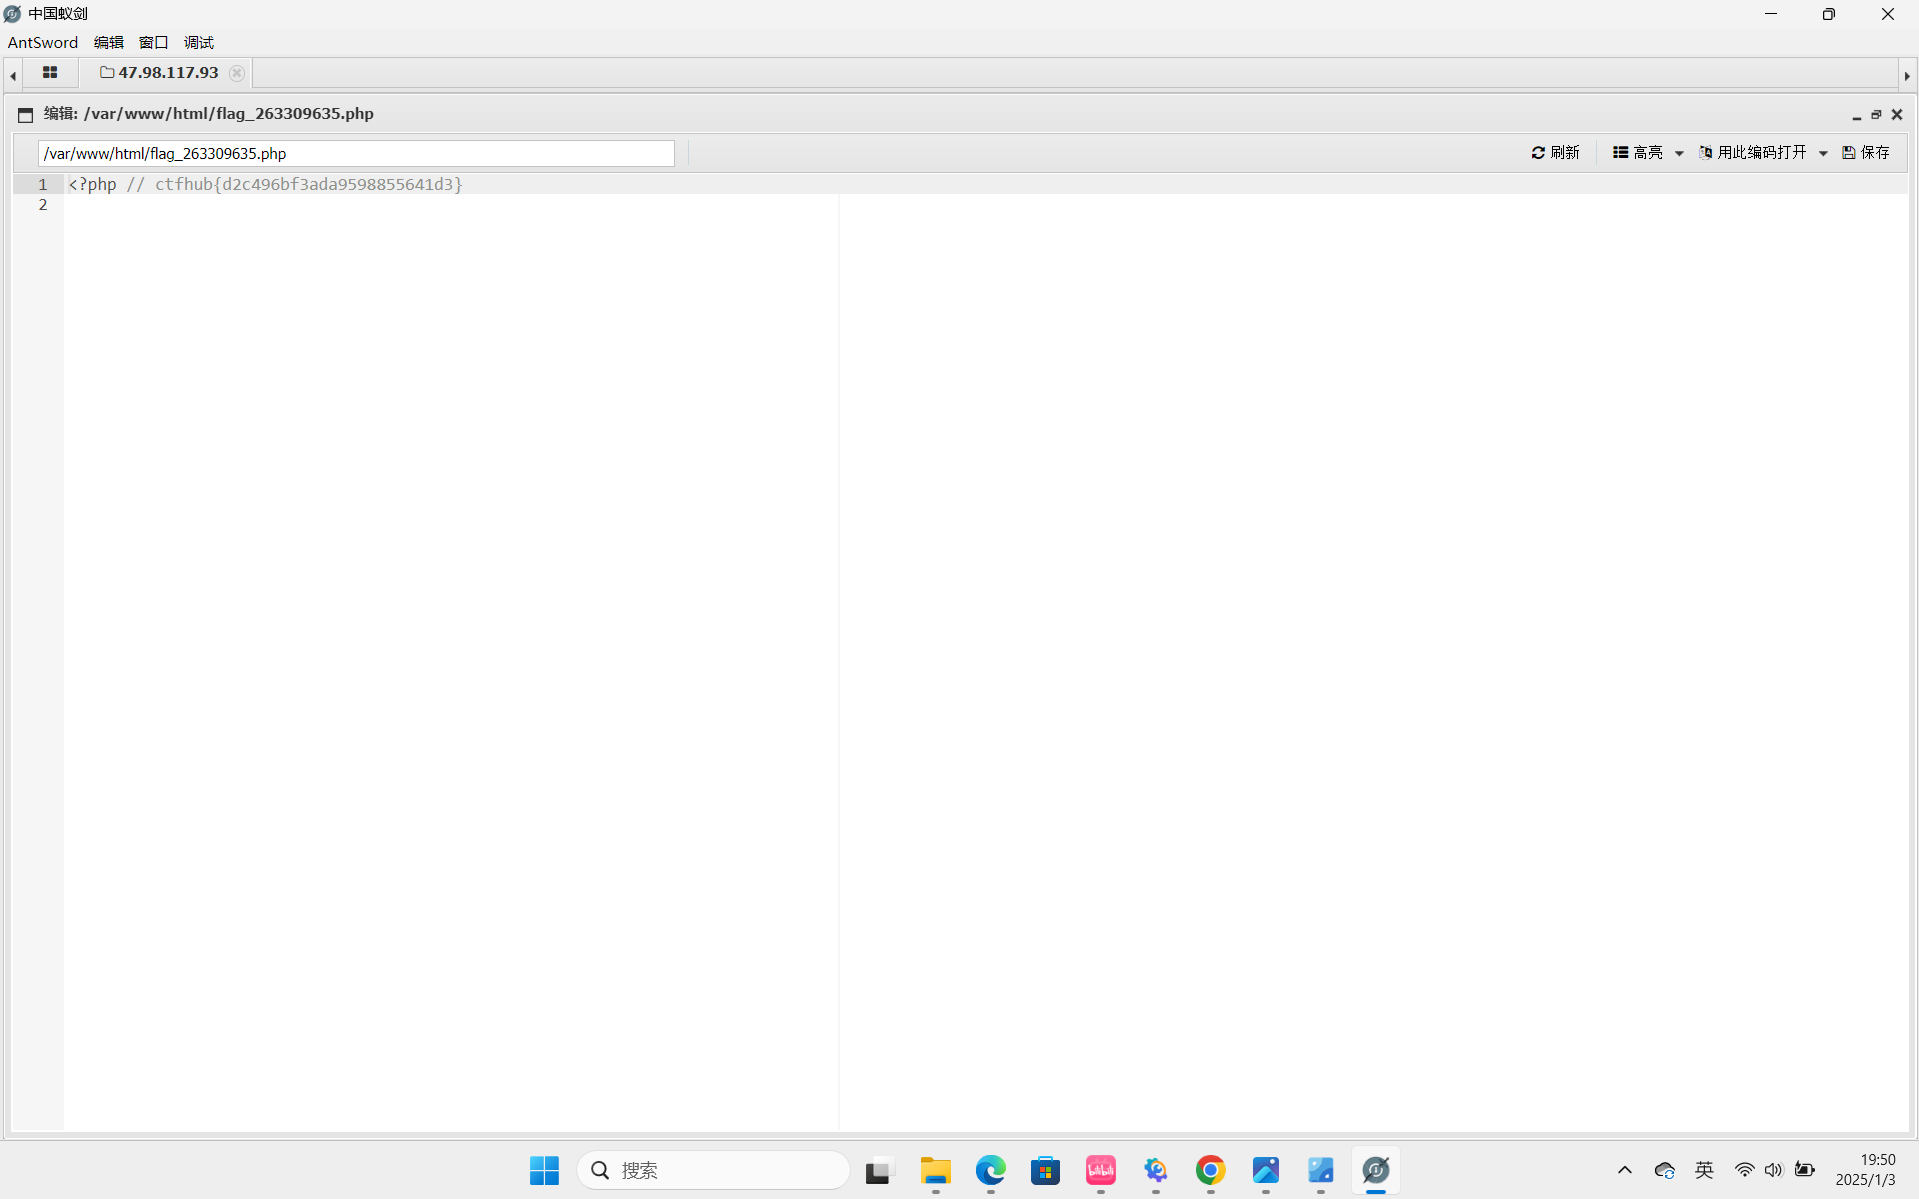 中国蚁剑
AntSword 编辑 窗口 调试
47.98.117.93
编辑: /var/www/html/flag_263309635.php
/var/www/html/flag_263309635.php 刷新 高亮 用此编码打开 保存
1 <?php // ctfhub{d2c496bf3ada9598855641d3}
2
搜索
bilibili
英
19:50
2025/1/3